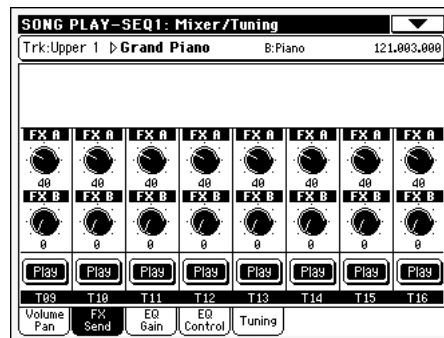 SONG PLAY-SEQ1: Mixer/Tuning
Trk:Upper 1 Grand Piano B:Piano 121.003.000
FX A FX A FX A FX A FX A FX A FX A FX A
40 40 40 40 40 40 40 40
FX B FX B FX B FX B FX B FX B FX B FX B
0 0 0 0 0 0 0 0
Play Play Play Play Play Play Play Play
T09 T10 T11 T12 T13 T14 T15 T16
Volume Pan FX Send EQ Gain EQ Control Tuning